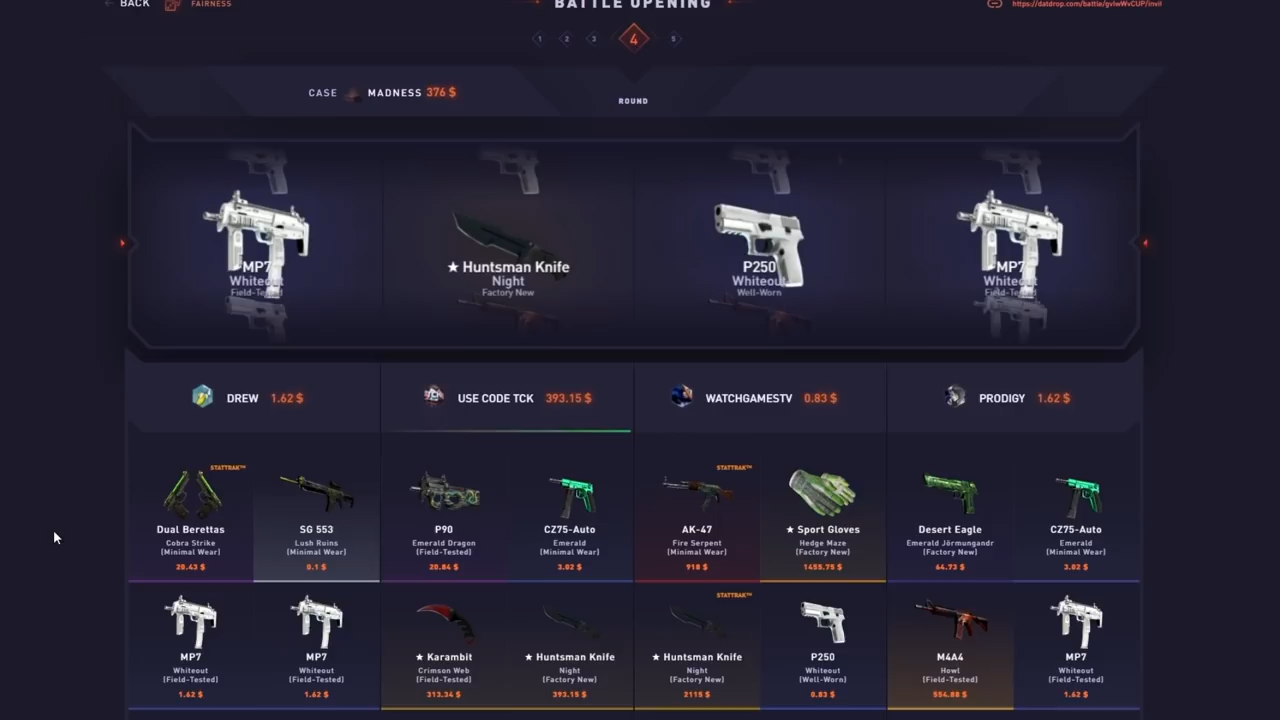 BACK
FAIRNESS
BATTLE OPENING
https://datdrop.com/battle/gvlwWvCUP/invit
1
2
3
4
5
CASE MADNESS 376 $
ROUND
MP7
Whiteout
Field-Tested
★ Huntsman Knife
Night
Factory New
P250
Whiteout
Well-Worn
MP7
Whiteout
Field-Tested
DREW 1.62 $
USE CODE TCK 393.15 $
WATCHGAMESTV 0.83 $
PRODIGY 1.62 $
STATTRAK™
Dual Berettas
Cobra Strike
(Minimal Wear)
20.43 $
SG 553
Lush Ruins
(Minimal Wear)
0.1 $
P90
Emerald Dragon
(Field-Tested)
20.84 $
CZ75-Auto
Emerald
(Minimal Wear)
3.02 $
STATTRAK™
AK-47
Fire Serpent
(Minimal Wear)
918 $
★ Sport Gloves
Hedge Maze
(Factory New)
1455.75 $
Desert Eagle
Emerald Jörmungandr
(Factory New)
64.73 $
CZ75-Auto
Emerald
(Minimal Wear)
3.02 $
MP7
Whiteout
(Field-Tested)
1.62 $
MP7
Whiteout
(Field-Tested)
1.62 $
★ Karambit
Crimson Web
(Field-Tested)
313.34 $
★ Huntsman Knife
Night
(Factory New)
393.15 $
STATTRAK™
★ Huntsman Knife
Night
(Factory New)
2115 $
P250
Whiteout
(Well-Worn)
0.83 $
M4A4
Howl
(Field-Tested)
554.88 $
MP7
Whiteout
(Field-Tested)
1.62 $